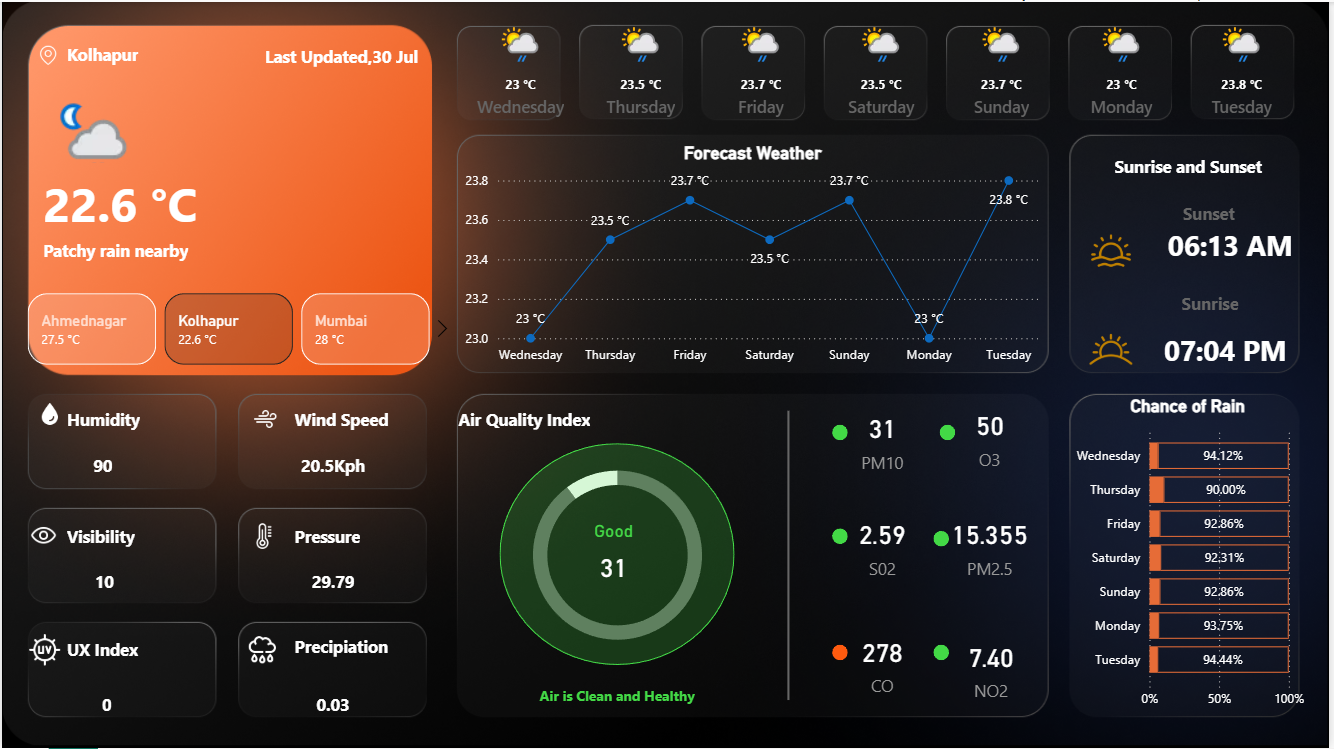 Kolhapur
Last Updated,30 Jul
22.6 °C
Patchy rain nearby
Ahmednagar
27.5 °C
Kolhapur
22.6 °C
Mumbai
28 °C
23 °C
Wednesday
23.5 °C
Thursday
23.7 °C
Friday
23.5 °C
Saturday
23.7 °C
Sunday
23 °C
Monday
23.8 °C
Tuesday
Forecast Weather
23.8
23.6
23.4
23.2
23.0
23 °C
23.5 °C
23.7 °C
23.5 °C
23.7 °C
23 °C
23.8 °C
Wednesday Thursday Friday Saturday Sunday Monday Tuesday
Sunrise and Sunset
Sunset
06:13 AM
Sunrise
07:04 PM
Humidity
90
Wind Speed
20.5Kph
Visibility
10
Pressure
29.79
UV
UX Index
0
Precipiation
0.03
Air Quality Index
Good
31
Air is Clean and Healthy
31
PM10
50
O3
2.59
S02
15.355
PM2.5
278
CO
7.40
NO2
Chance of Rain
Wednesday 94.12%
Thursday 90.00%
Friday 92.86%
Saturday 92.31%
Sunday 92.86%
Monday 93.75%
Tuesday 94.44%
0% 50% 100%